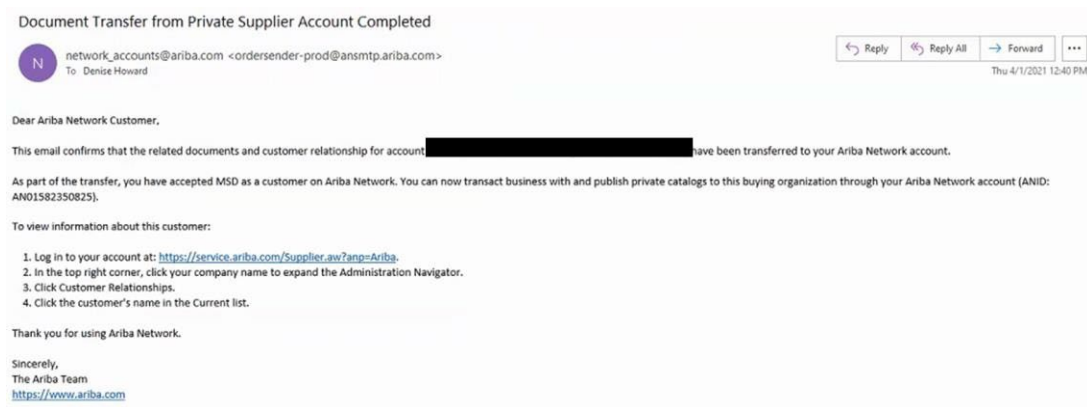 Document Transfer from Private Supplier Account Completed
N
network_accounts@ariba.com <ordersender-prod@ansmtp.ariba.com>
To Denise Howard
Reply
Reply All
Forward
...
Thu 4/1/2021 12:40 PM
Dear Ariba Network Customer,
This email confirms that the related documents and customer relationship for account have been transferred to your Ariba Network account.
As part of the transfer, you have accepted MSD as a customer on Ariba Network. You can now transact business with and publish private catalogs to this buying organization through your Ariba Network account (ANID:
AN01582350825).
To view information about this customer:
1. Log in to your account at: https://service.ariba.com/Supplier.aw?anp=Ariba.
2. In the top right corner, click your company name to expand the Administration Navigator.
3. Click Customer Relationships.
4. Click the customer's name in the Current list.
Thank you for using Ariba Network.
Sincerely,
The Ariba Team
https://www.ariba.com